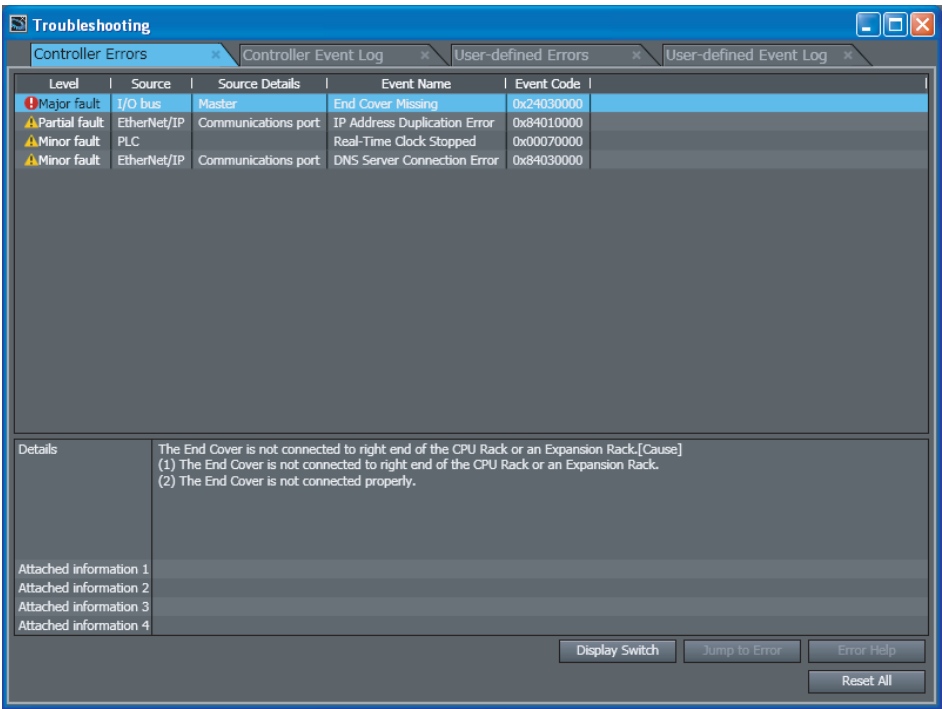 Troubleshooting
Controller Errors × Controller Event Log × User-defined Errors × User-defined Event Log ×
Level Source Source Details Event Name Event Code
Major fault I/O bus Master End Cover Missing 0x24030000
Partial fault EtherNet/IP Communications port IP Address Duplication Error 0x84010000
Minor fault PLC Real-Time Clock Stopped 0x00070000
Minor fault EtherNet/IP Communications port DNS Server Connection Error 0x84030000
Details The End Cover is not connected to right end of the CPU Rack or an Expansion Rack.[Cause]
(1) The End Cover is not connected to right end of the CPU Rack or an Expansion Rack.
(2) The End Cover is not connected properly.
Attached information 1
Attached information 2
Attached information 3
Attached information 4
Display Switch Jump to Error Error Help
Reset All